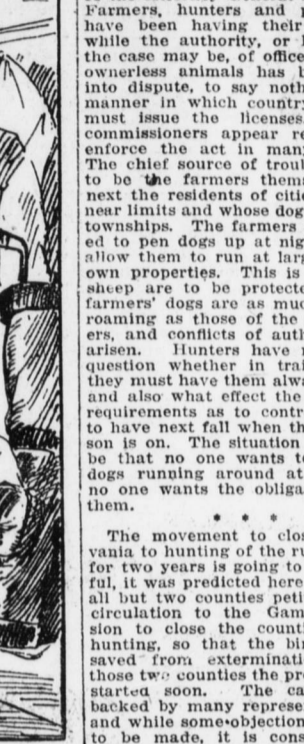 Farmers, hunters and
have been having their
while the authority, or
the case may be, of office
ownerless animals has
into dispute, to say noth
manner in which country
must issue the licenses,
commissioners appear re
enforce the act in man
The chief source of troub
to be the farmers them
next the residents of citi
near limits and whose dog
townships. The farmers
ed to pen dogs up at nig
allow them to run at larg
own properties. This is
sheep are to be protecte
farmers' dogs are as muc
roaming as those of the
ers, and conflicts of auth
arisen. Hunters have
question whether in trai
they must have them alw
and also what effect the
requirements as to contr
to have next fall when th
son is on. The situation
be that no one wants t
dogs running around at
no one wants the obliga
them.
* * *
The movement to clos
vania to hunting of the ru
for two years is going to
ful, it was predicted here
all but two counties peti
circulation to the Gam
sion to close the count
hunting, so that the bir
saved from exterminati
those two counties the pr
started soon. The ca
backed by many represe
and while some objection
to be made, it is cons